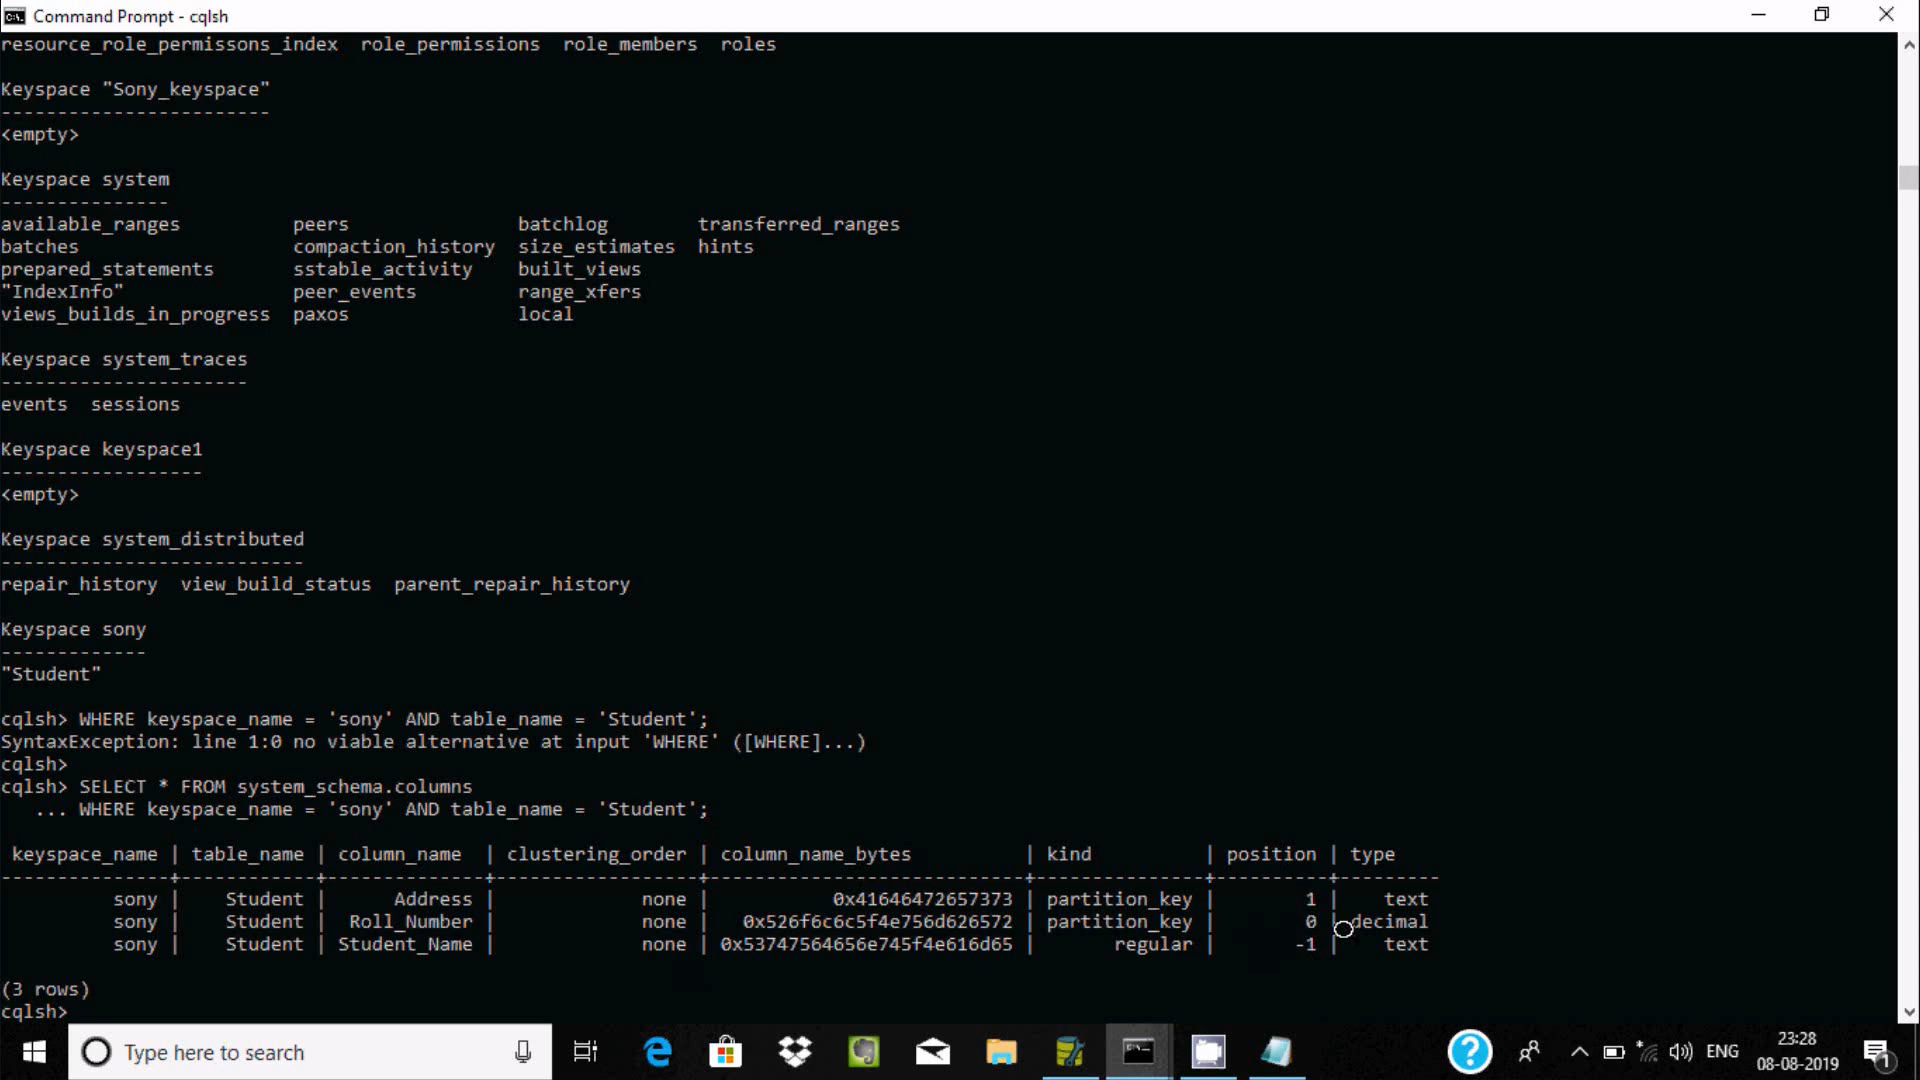 Command Prompt - cqlsh
resource_role_permissons_index  role_permissions  role_members  roles
Keyspace "Sony_keyspace"
------------------------
<empty>
Keyspace system
---------------
available_ranges          peers               batchlog        transferred_ranges
batches                   compaction_history  size_estimates  hints
prepared_statements       sstable_activity    built_views
"IndexInfo"               peer_events         range_xfers
views_builds_in_progress  paxos               local
Keyspace system_traces
----------------------
events  sessions
Keyspace keyspace1
------------------
<empty>
Keyspace system_distributed
---------------------------
repair_history  view_build_status  parent_repair_history
Keyspace sony
-------------
"Student"
cqlsh> WHERE keyspace_name = 'sony' AND table_name = 'Student';
SyntaxException: line 1:0 no viable alternative at input 'WHERE' ([WHERE]...)
cqlsh>
cqlsh> SELECT * FROM system_schema.columns
   ... WHERE keyspace_name = 'sony' AND table_name = 'Student';
 keyspace_name | table_name | column_name  | clustering_order | column_name_bytes          | kind          | position | type
---------------+------------+--------------+------------------+----------------------------+---------------+----------+---------
          sony |    Student |      Address |             none |           0x41646472657373 | partition_key |        1 |    text
          sony |    Student |  Roll_Number |             none |   0x526f6c6c5f4e756d626572 | partition_key |        0 | decimal
          sony |    Student | Student_Name |             none | 0x53747564656e745f4e616d65 |       regular |       -1 |    text
(3 rows)
cqlsh>
Type here to search
ENG
23:28
08-08-2019
1